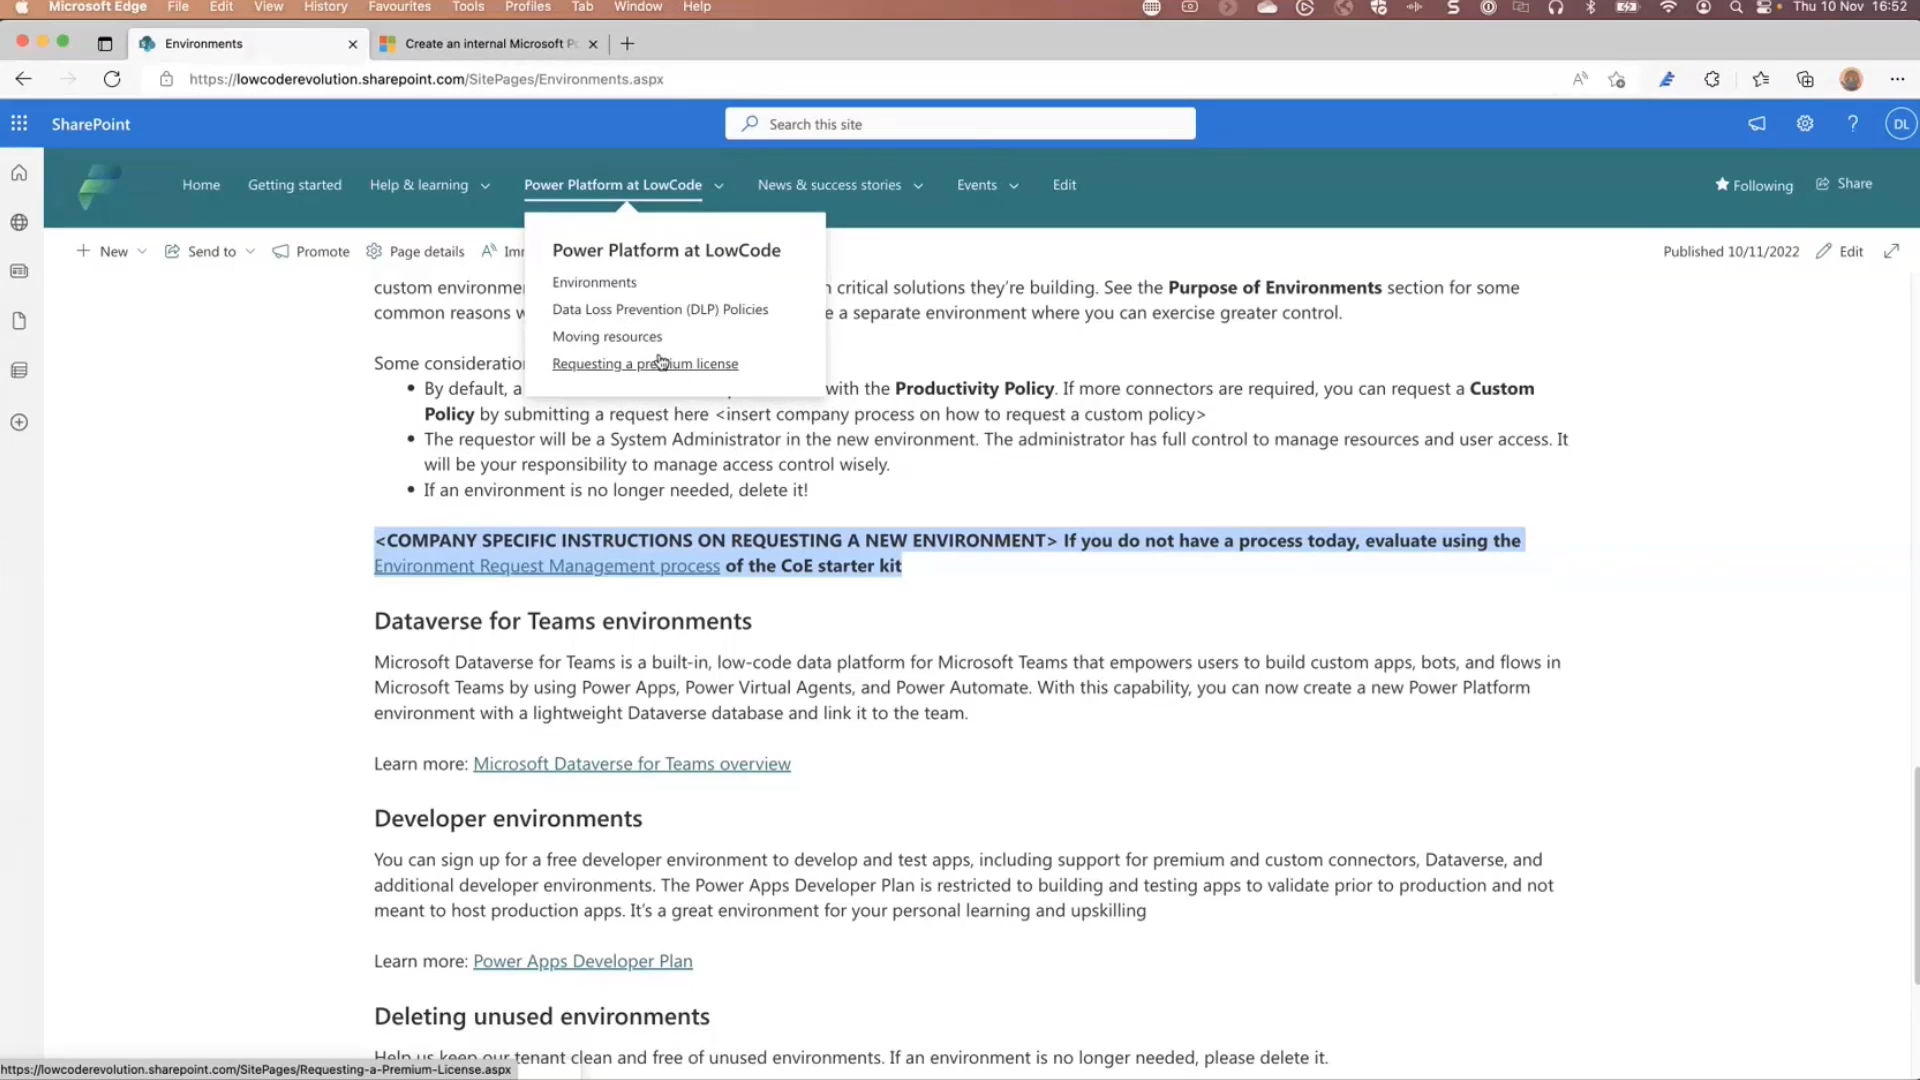 Microsoft Edge File Edit View History Favourites Tools Profiles Tab Window Help Thu 10 Nov 16:52
Environments
Create an internal Microsoft P
https://lowcoderevolution.sharepoint.com/SitePages/Environments.aspx
SharePoint
Search this site
DL
Home Getting started Help & learning Power Platform at LowCode News & success stories Events Edit
Following Share
New Send to Promote Page details Published 10/11/2022 Edit
Power Platform at LowCode
Environments
Data Loss Prevention (DLP) Policies
Moving resources
Requesting a premium license
critical solutions they're building. See the Purpose of Environments section for some
common reasons a separate environment where you can exercise greater control.
Some
• By default, a with the Productivity Policy. If more connectors are required, you can request a Custom
Policy by submitting a request here <insert company process on how to request a custom policy>
• The requestor will be a System Administrator in the new environment. The administrator has full control to manage resources and user access. It
will be your responsibility to manage access control wisely.
• If an environment is no longer needed, delete it!
<COMPANY SPECIFIC INSTRUCTIONS ON REQUESTING A NEW ENVIRONMENT> If you do not have a process today, evaluate using the
Environment Request Management process of the CoE starter kit
Dataverse for Teams environments
Microsoft Dataverse for Teams is a built-in, low-code data platform for Microsoft Teams that empowers users to build custom apps, bots, and flows in
Microsoft Teams by using Power Apps, Power Virtual Agents, and Power Automate. With this capability, you can now create a new Power Platform
environment with a lightweight Dataverse database and link it to the team.
Learn more: Microsoft Dataverse for Teams overview
Developer environments
You can sign up for a free developer environment to develop and test apps, including support for premium and custom connectors, Dataverse, and
additional developer environments. The Power Apps Developer Plan is restricted to building and testing apps to validate prior to production and not
meant to host production apps. It's a great environment for your personal learning and upskilling
Learn more: Power Apps Developer Plan
Deleting unused environments
Help us keep our tenant clean and free of unused environments. If an environment is no longer needed, please delete it.
https://lowcoderevolution.sharepoint.com/SitePages/Requesting-a-Premium-License.aspx